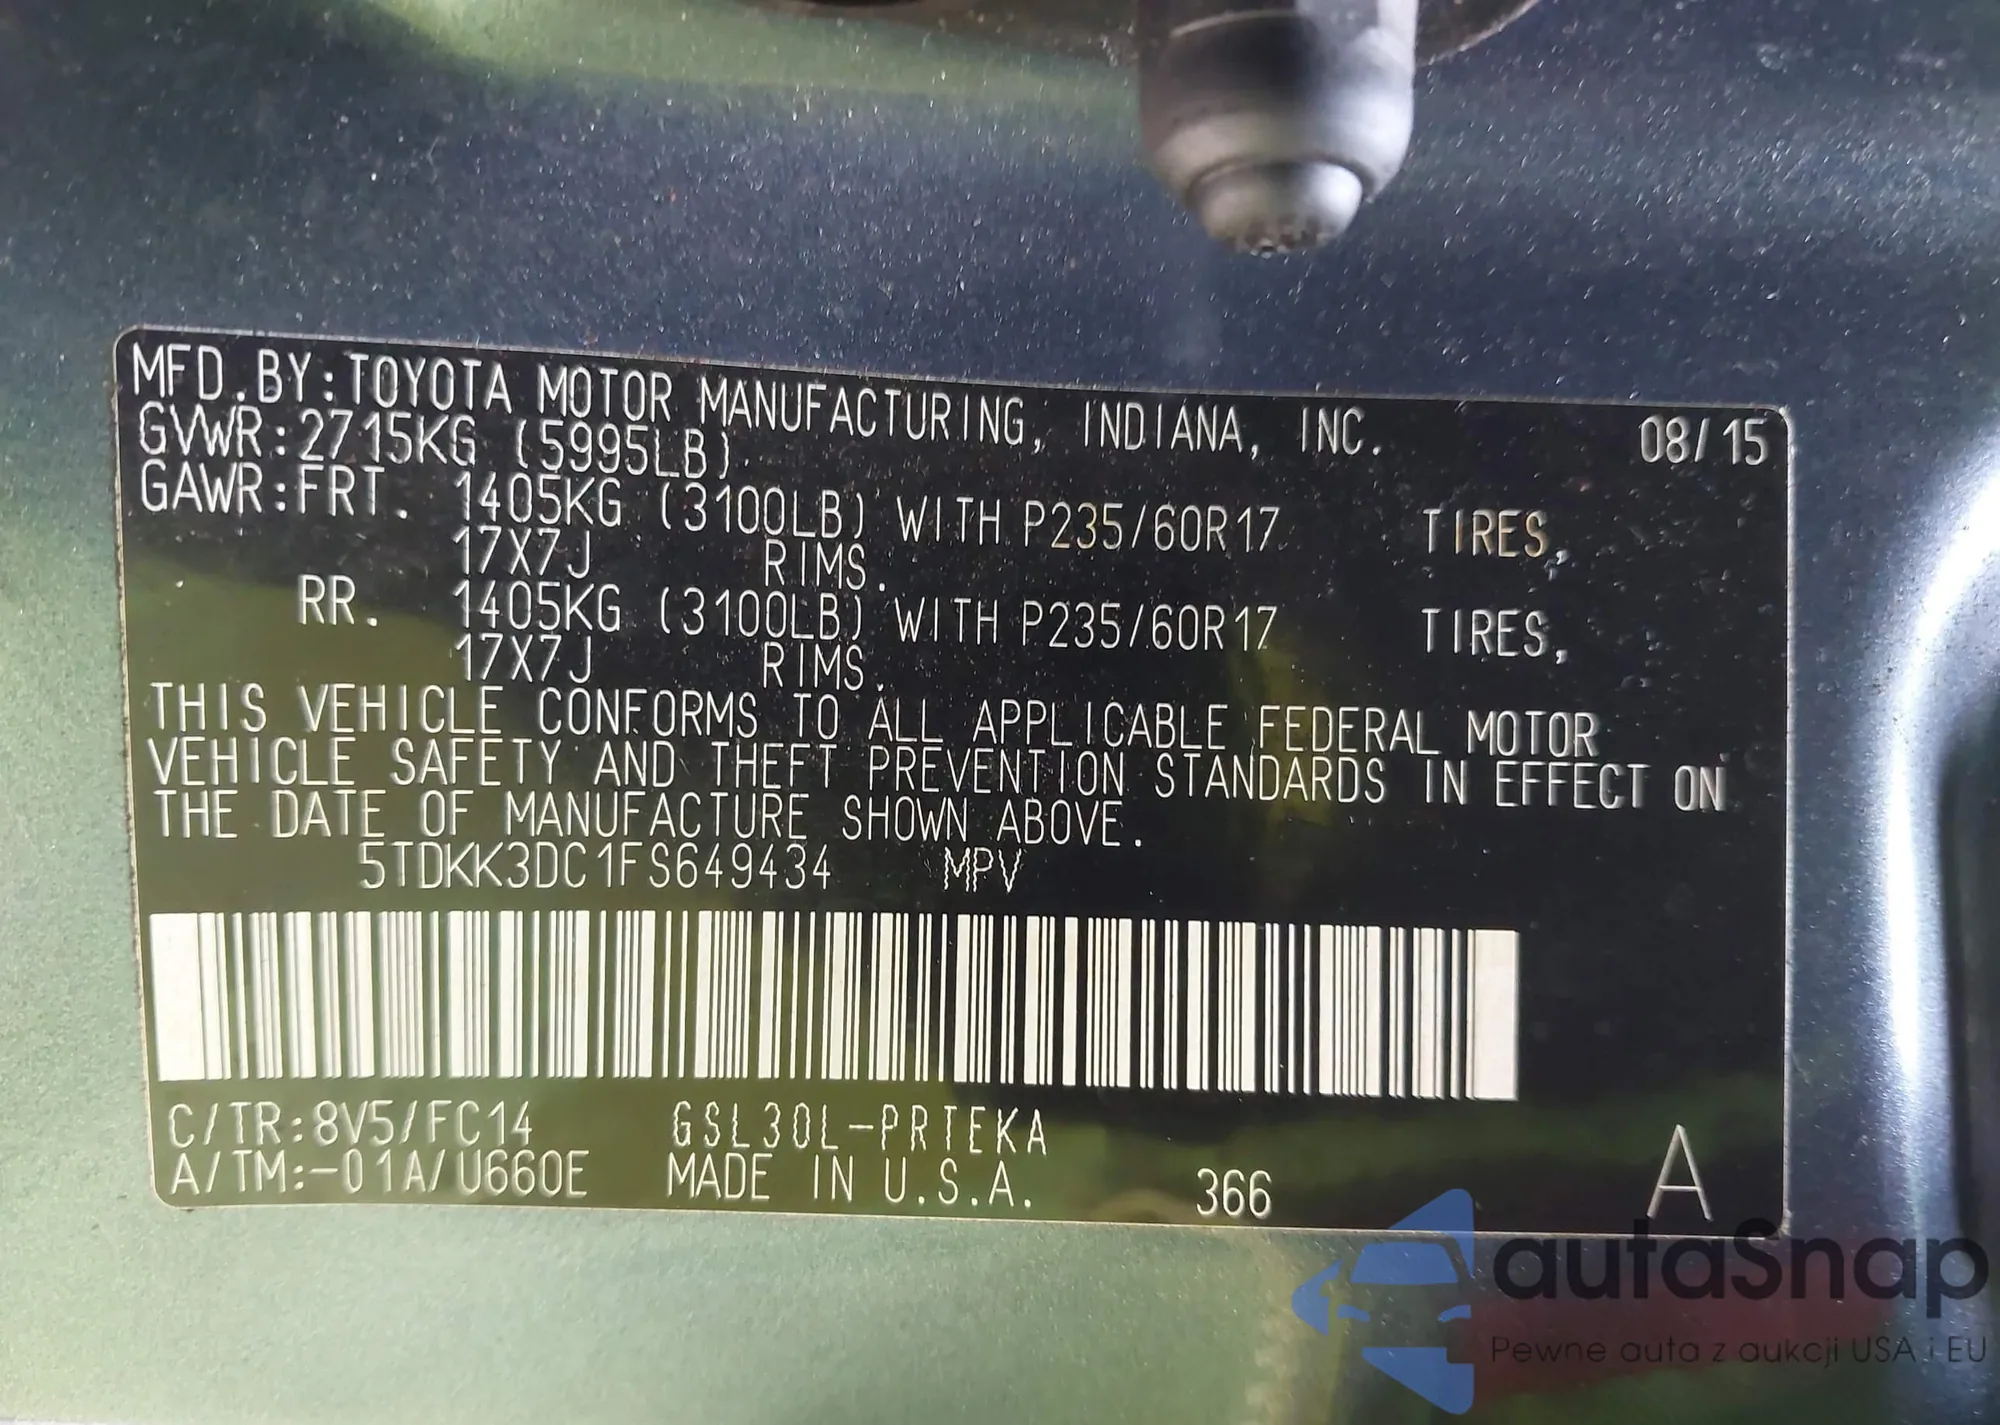 MFD.BY:TOYOTA MOTOR MANUFACTURING, INDIANA, INC. 08/15
GVWR:2715KG (5995LB)
GAWR:FRT. 1405KG (3100LB) WITH P235/60R17 TIRES,
17X7J RIMS.
RR. 1405KG (3100LB) WITH P235/60R17 TIRES,
17X7J RIMS.
THIS VEHICLE CONFORMS TO ALL APPLICABLE FEDERAL MOTOR
VEHICLE SAFETY AND THEFT PREVENTION STANDARDS IN EFFECT ON
THE DATE OF MANUFACTURE SHOWN ABOVE.
5TDKK3DC1FS649434 MPV
C/TR:8V5/FC14 GSL30L-PRTEKA
A/TM:-01A/U660E MADE IN U.S.A. 366 A
autaSnap
Pewne auta z aukcji USA i EU